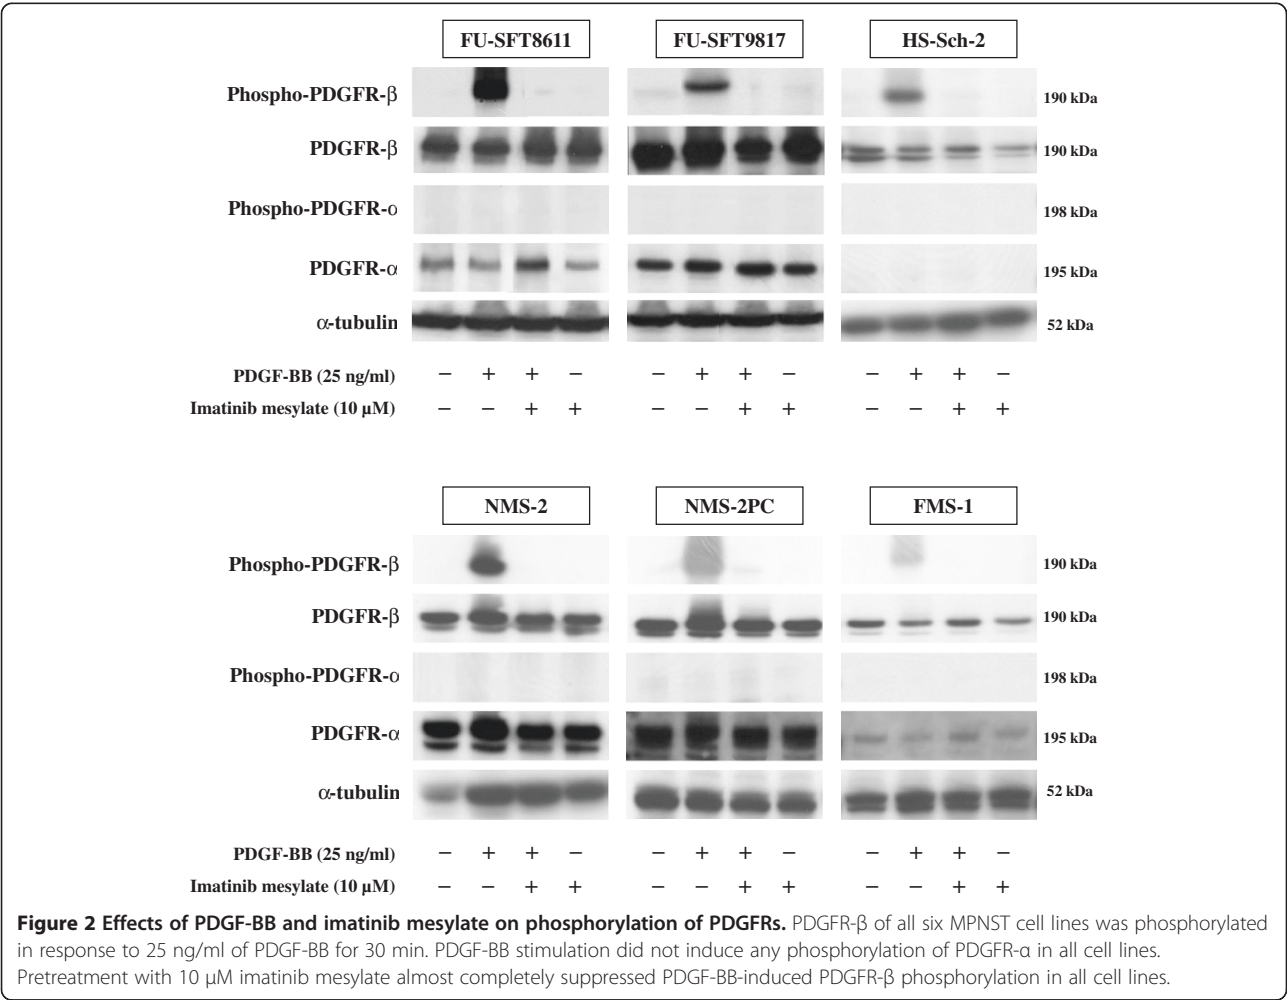 FU-SFT8611 FU-SFT9817 HS-Sch-2
Phospho-PDGFR-β 190 kDa
PDGFR-β 190 kDa
Phospho-PDGFR-α 198 kDa
PDGFR-α 195 kDa
α-tubulin 52 kDa
PDGF-BB (25 ng/ml) − + + − − + + − − + + −
Imatinib mesylate (10 µM) − − + + − − + + − − + +
NMS-2 NMS-2PC FMS-1
Phospho-PDGFR-β 190 kDa
PDGFR-β 190 kDa
Phospho-PDGFR-α 198 kDa
PDGFR-α 195 kDa
α-tubulin 52 kDa
PDGF-BB (25 ng/ml) − + + − − + + − − + + −
Imatinib mesylate (10 µM) − − + + − − + + − − + +
Figure 2 Effects of PDGF-BB and imatinib mesylate on phosphorylation of PDGFRs. PDGFR-β of all six MPNST cell lines was phosphorylated
in response to 25 ng/ml of PDGF-BB for 30 min. PDGF-BB stimulation did not induce any phosphorylation of PDGFR-α in all cell lines.
Pretreatment with 10 µM imatinib mesylate almost completely suppressed PDGF-BB-induced PDGFR-β phosphorylation in all cell lines.